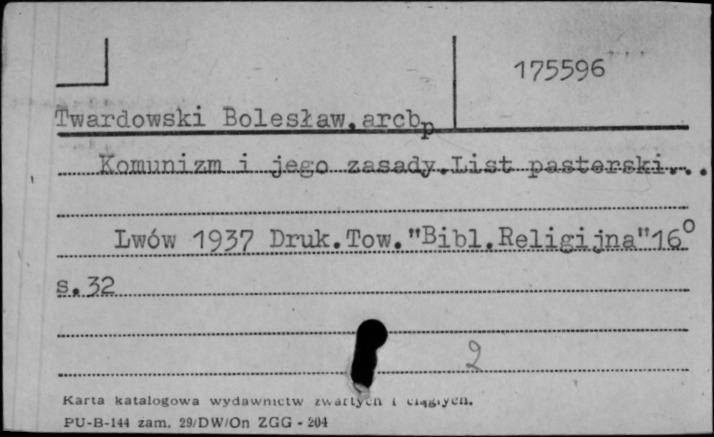 175596
Twardowski Bolesław.arcbp
Komunizm i jego zasady.List pasterski...
Lwów 1937 Druk.Tow."Bibl.Religijna"16°
s.32
2
Karta katalogowa wydawnictw zwartych i ciągłych.
PU-B-144 zam. 29/DW/On ZGG - 204